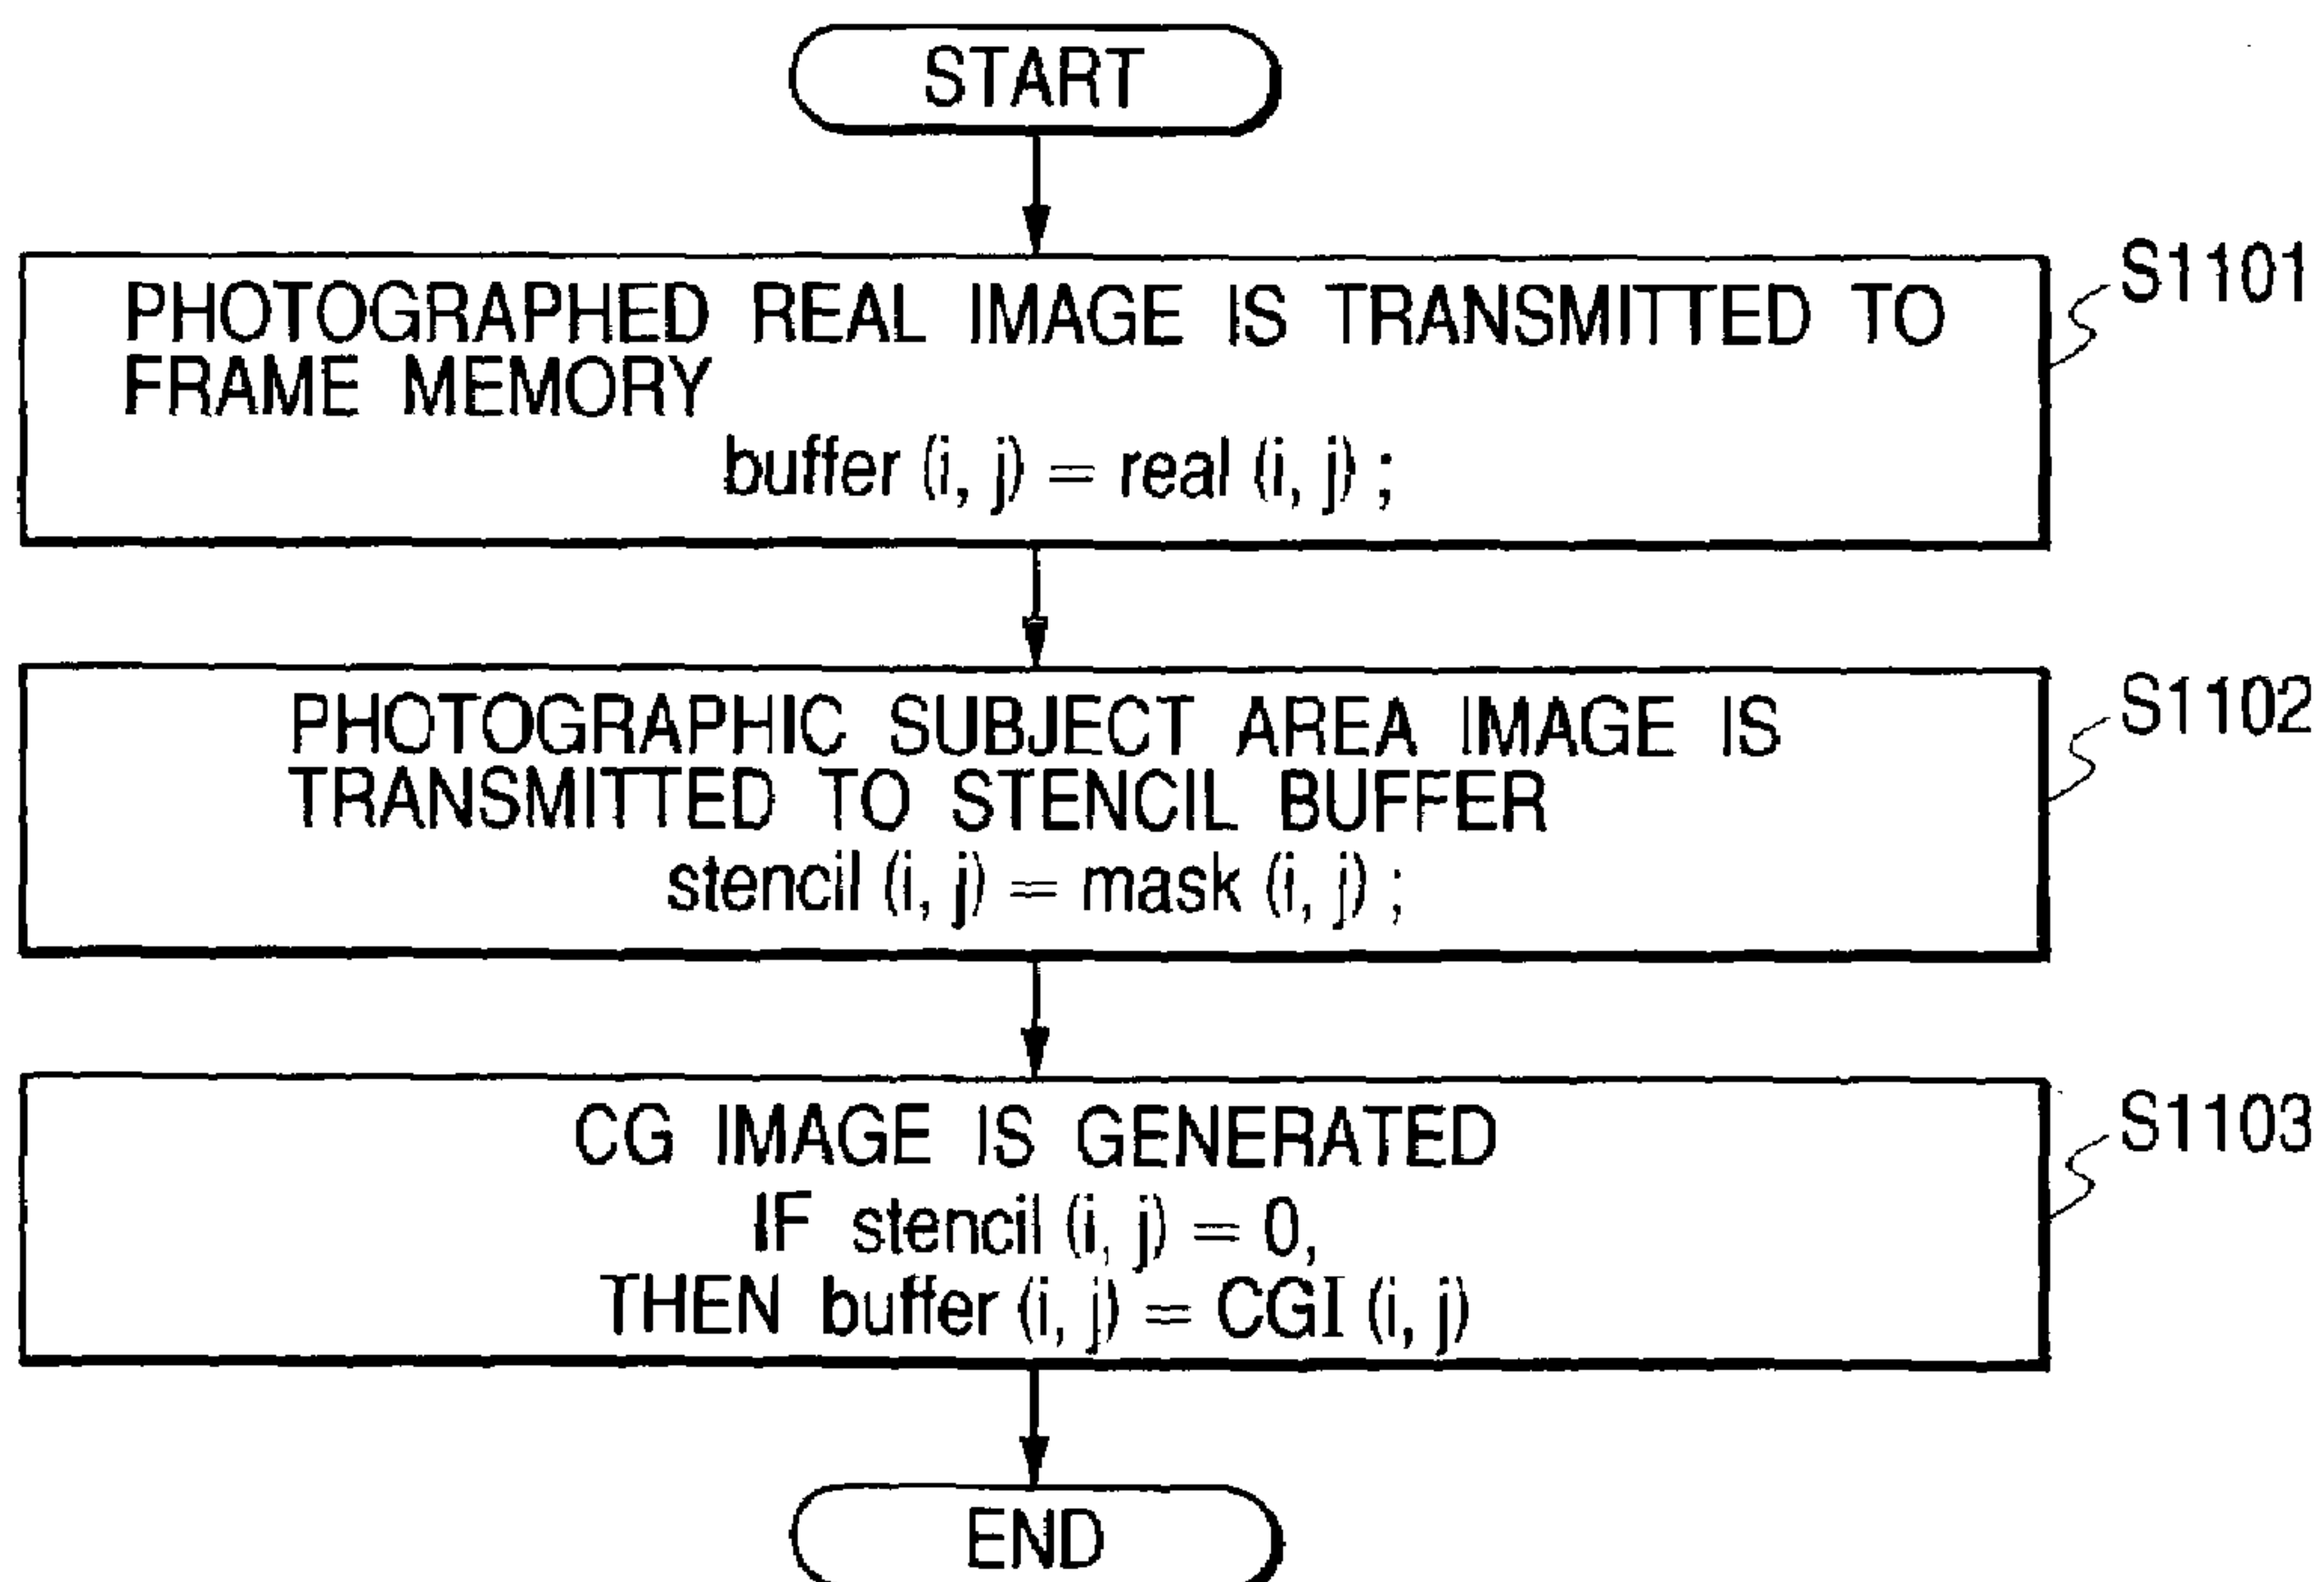 START
PHOTOGRAPHED REAL IMAGE IS TRANSMITTED TO
FRAME MEMORY
buffer (i, j) = real (i, j) ;
S1101
PHOTOGRAPHIC SUBJECT AREA IMAGE IS
TRANSMITTED TO STENCIL BUFFER
stencil (i, j) = mask (i, j) ;
S1102
CG IMAGE IS GENERATED
IF stencil (i, j) = 0,
THEN buffer (i, j) = CGI (i, j)
S1103
END